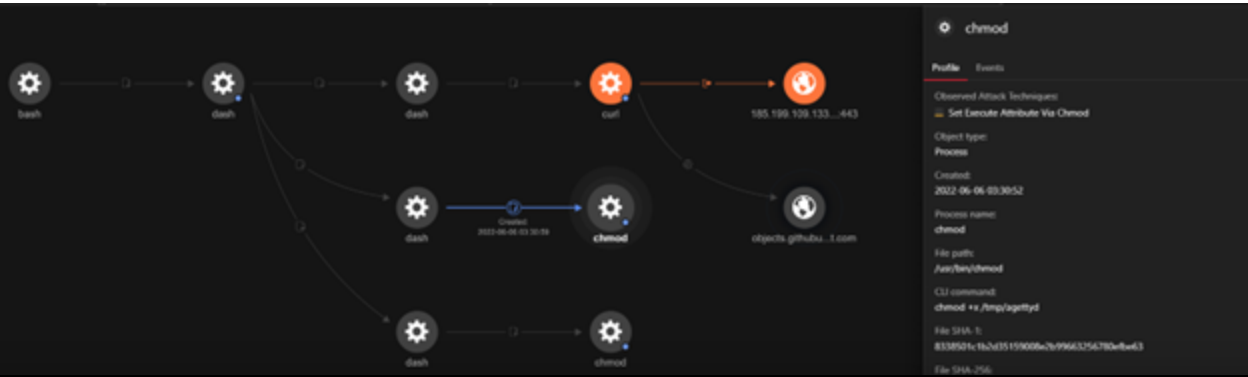 bash
dash
dash
curl
185.199.109.133...:443
dash
Created:
chmod
objects.githubu...t.com
dash
chmod
chmod
Profile
Events
Observed Attack Techniques:
Set Execute Attribute Via Chmod
Object type:
Process
Created:
2022-06-06 03:30:52
Process name:
chmod
File path:
/usr/bin/chmod
CLI command:
chmod +x /tmp/agettyd
File SHA-1:
File SHA-256: